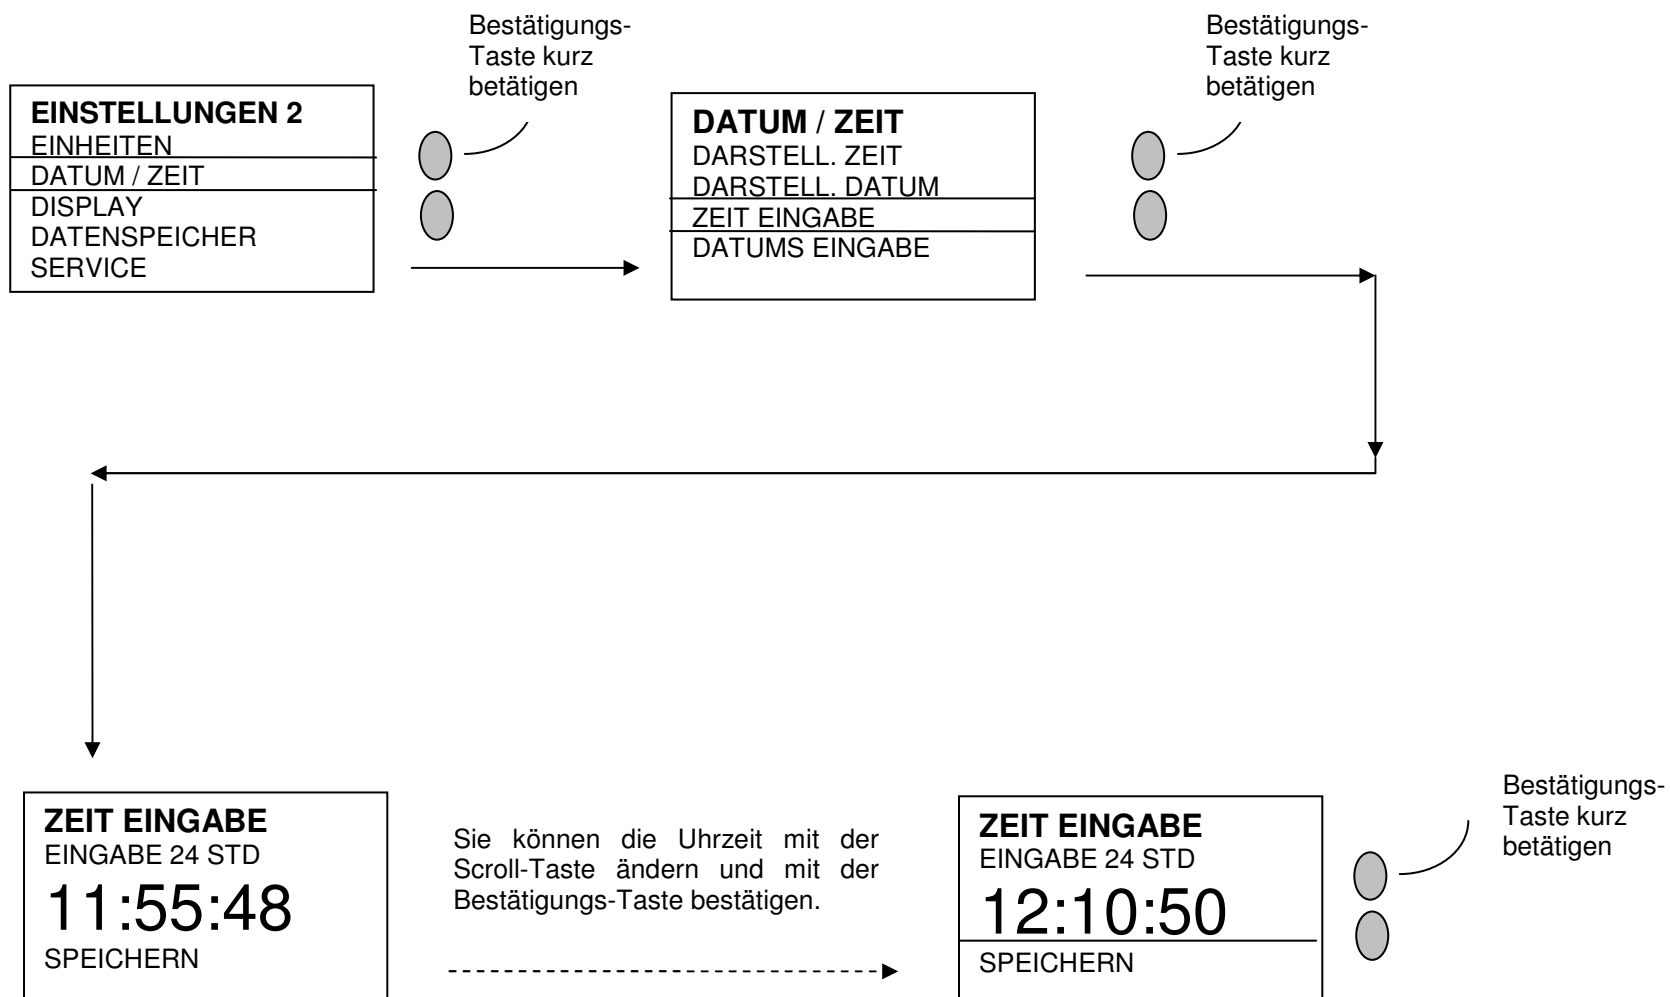 Bestätigungs-
Taste kurz
betätigen
EINSTELLUNGEN 2
EINHEITEN
DATUM / ZEIT
DISPLAY
DATENSPEICHER
SERVICE
Bestätigungs-
Taste kurz
betätigen
DATUM / ZEIT
DARSTELL. ZEIT
DARSTELL. DATUM
ZEIT EINGABE
DATUMS EINGABE
ZEIT EINGABE
EINGABE 24 STD
11:55:48
SPEICHERN
Sie können die Uhrzeit mit der
Scroll-Taste ändern und mit der
Bestätigungs-Taste bestätigen.
ZEIT EINGABE
EINGABE 24 STD
12:10:50
SPEICHERN
Bestätigungs-
Taste kurz
betätigen